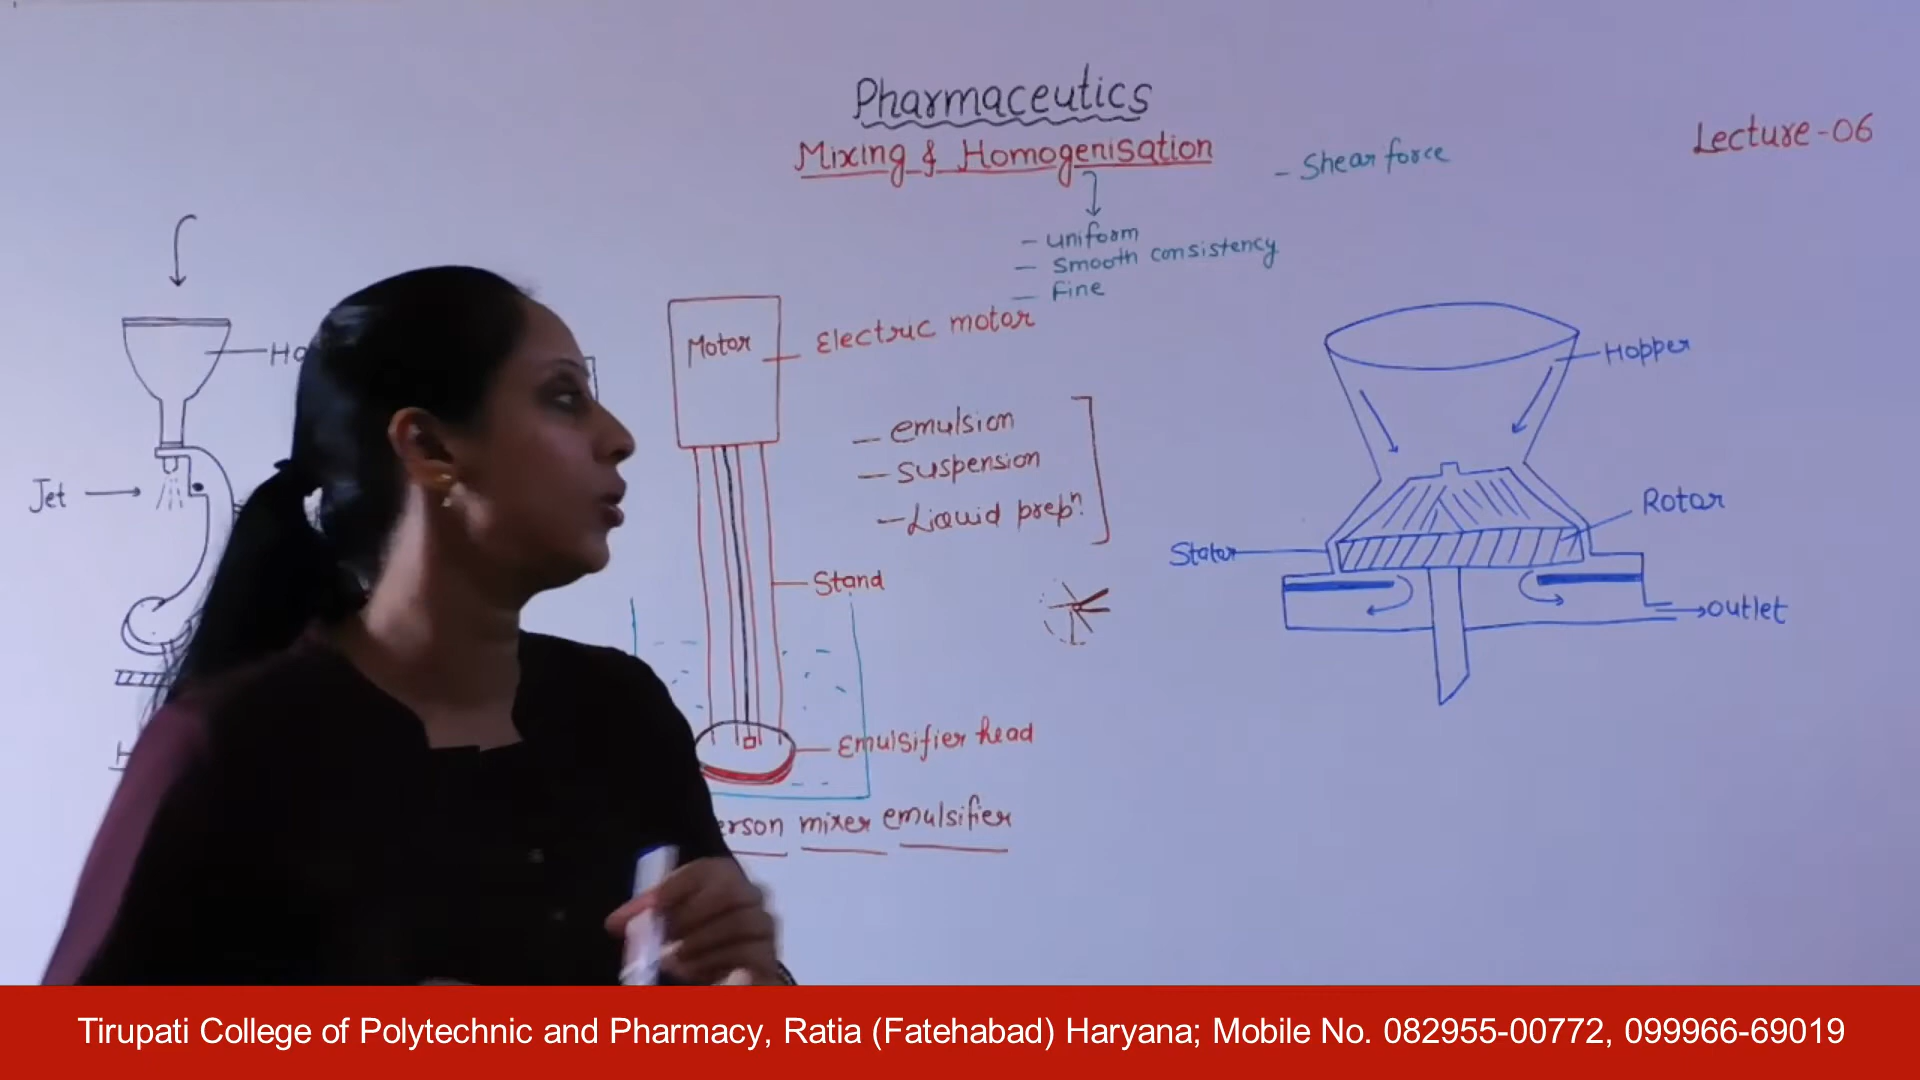 Pharmaceutics
Mixing & Homogenisation
Lecture-06
- Shear force
- uniform
- Smooth consistency
- Fine
Motor
Electric motor
- emulsion
- suspension
- Liquid prepⁿ.
Stand
Emulsifier head
mixer emulsifier
Jet
Hopper
Rotor
Stator
outlet
Tirupati College of Polytechnic and Pharmacy, Ratia (Fatehabad) Haryana; Mobile No. 082955-00772, 099966-69019